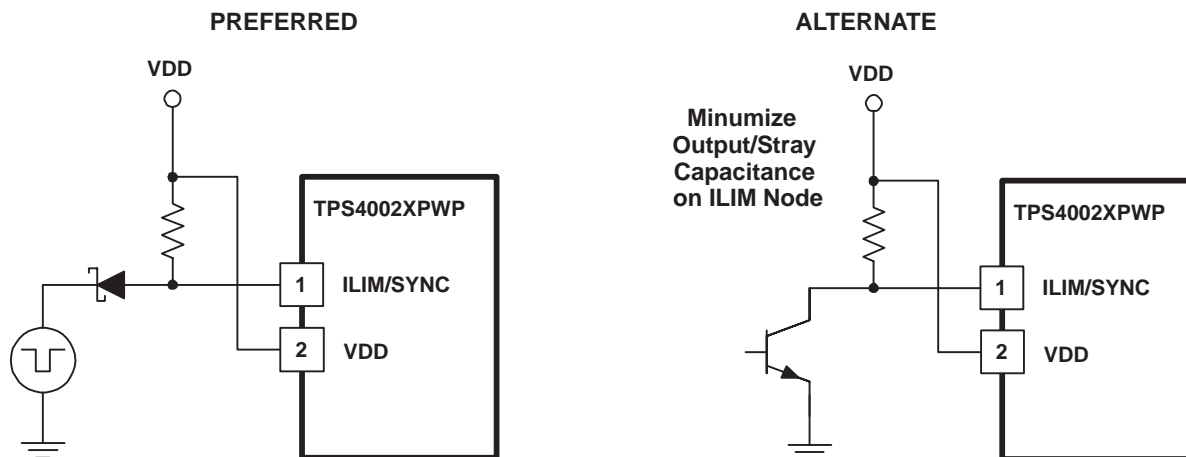 PREFERRED
VDD
TPS4002XPWP
1
ILIM/SYNC
2
VDD
ALTERNATE
VDD
Minumize
Output/Stray
Capacitance
on ILIM Node
TPS4002XPWP
1
ILIM/SYNC
2
VDD